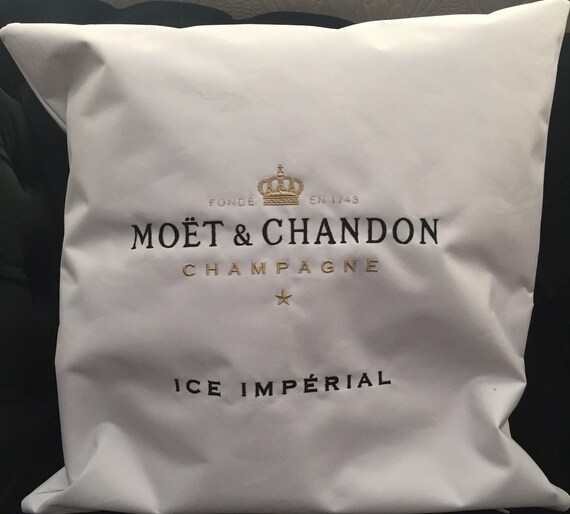 FONDÉ EN 1743
MOËT & CHANDON
CHAMPAGNE
ICE IMPÉRIAL